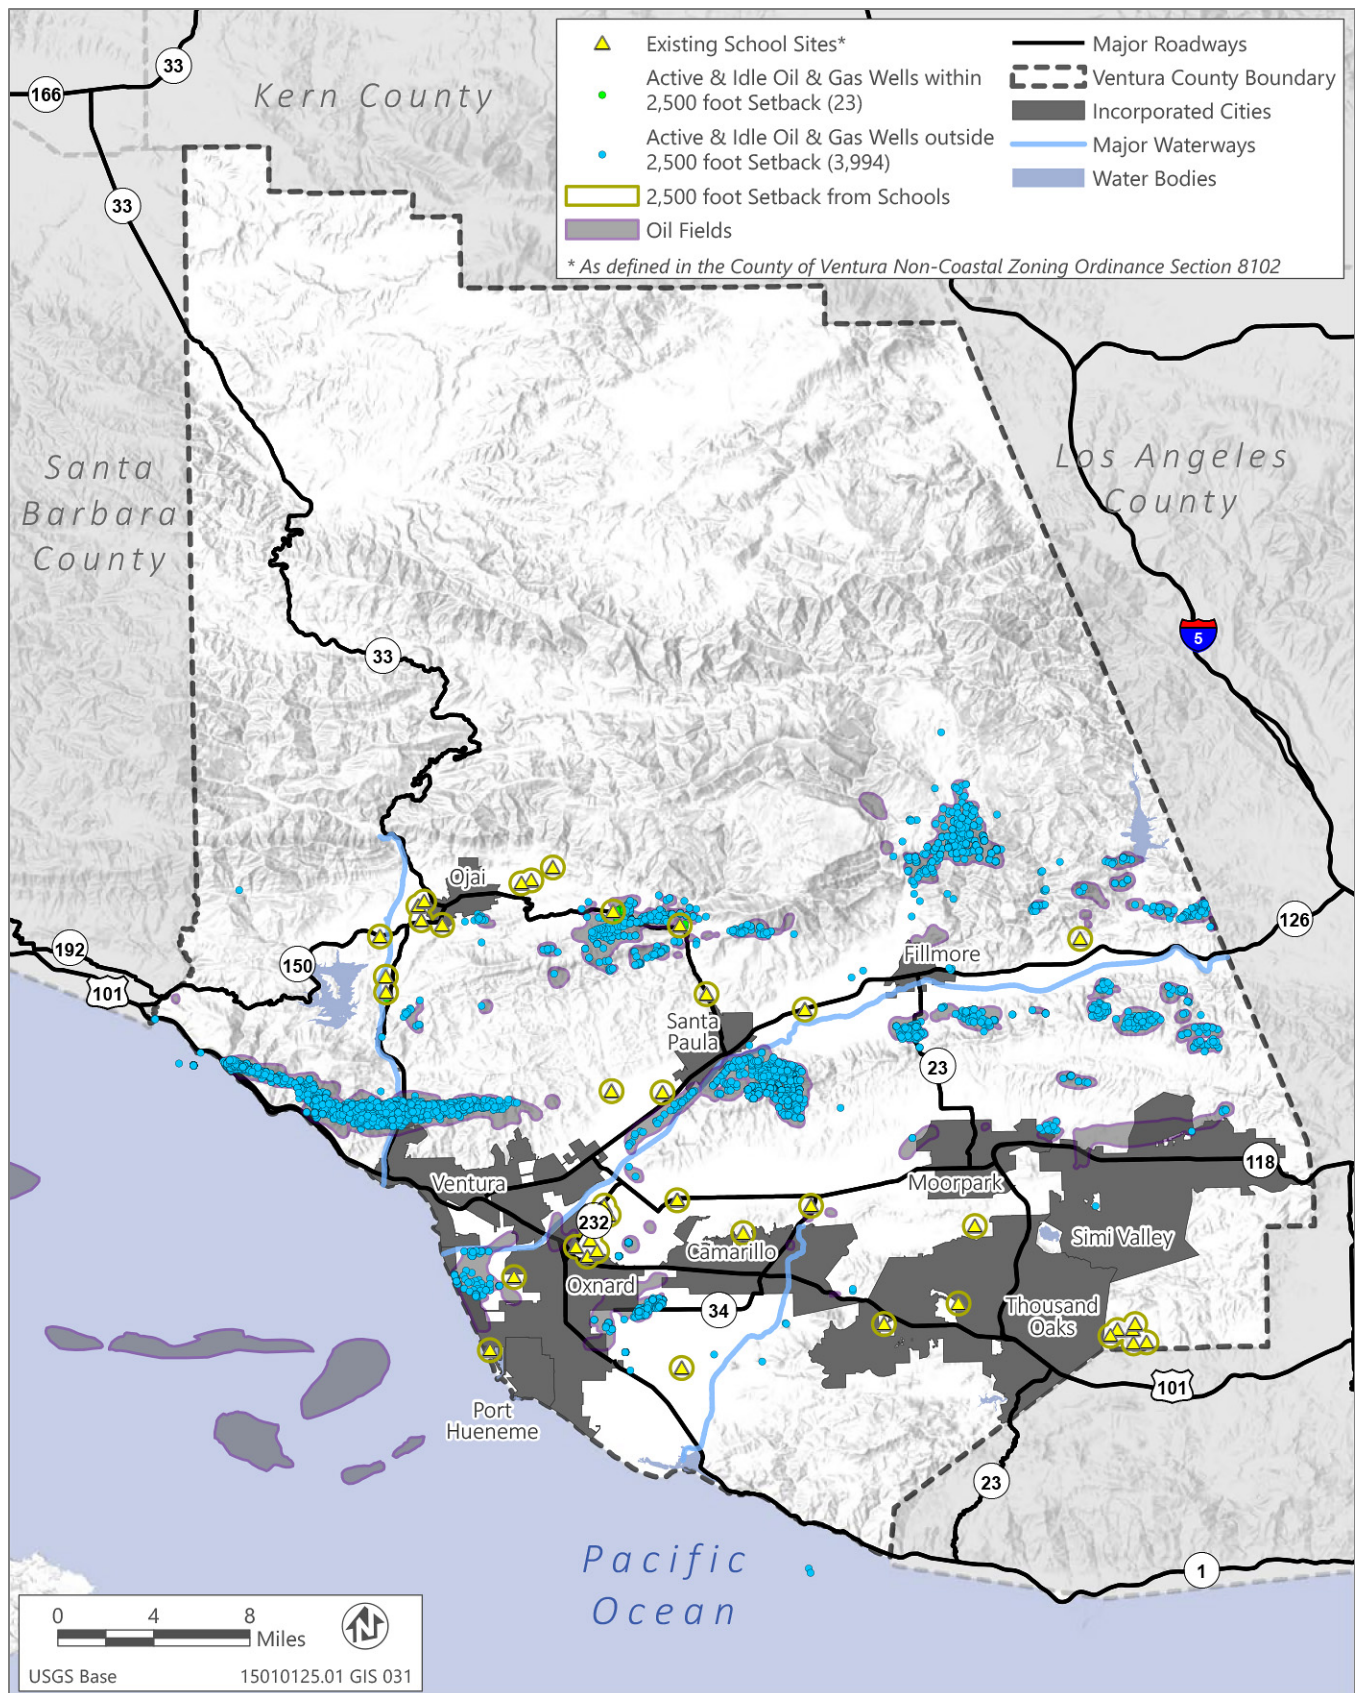 Existing School Sites*
Active & Idle Oil & Gas Wells within
2,500 foot Setback (23)
Active & Idle Oil & Gas Wells outside
2,500 foot Setback (3,994)
2,500 foot Setback from Schools
Oil Fields
Major Roadways
Ventura County Boundary
Incorporated Cities
Major Waterways
Water Bodies
* As defined in the County of Ventura Non-Coastal Zoning Ordinance Section 8102
33
166
Kern County
33
Santa
Barbara
County
Los Angeles
County
5
33
Ojai
126
192
150
101
Fillmore
Santa
Paula
23
118
Ventura
Moorpark
232
Simi Valley
Camarillo
Oxnard
34
Thousand
Oaks
101
Port
Hueneme
23
Pacific
Ocean
1
0 4 8
Miles
N
USGS Base 15010125.01 GIS 031